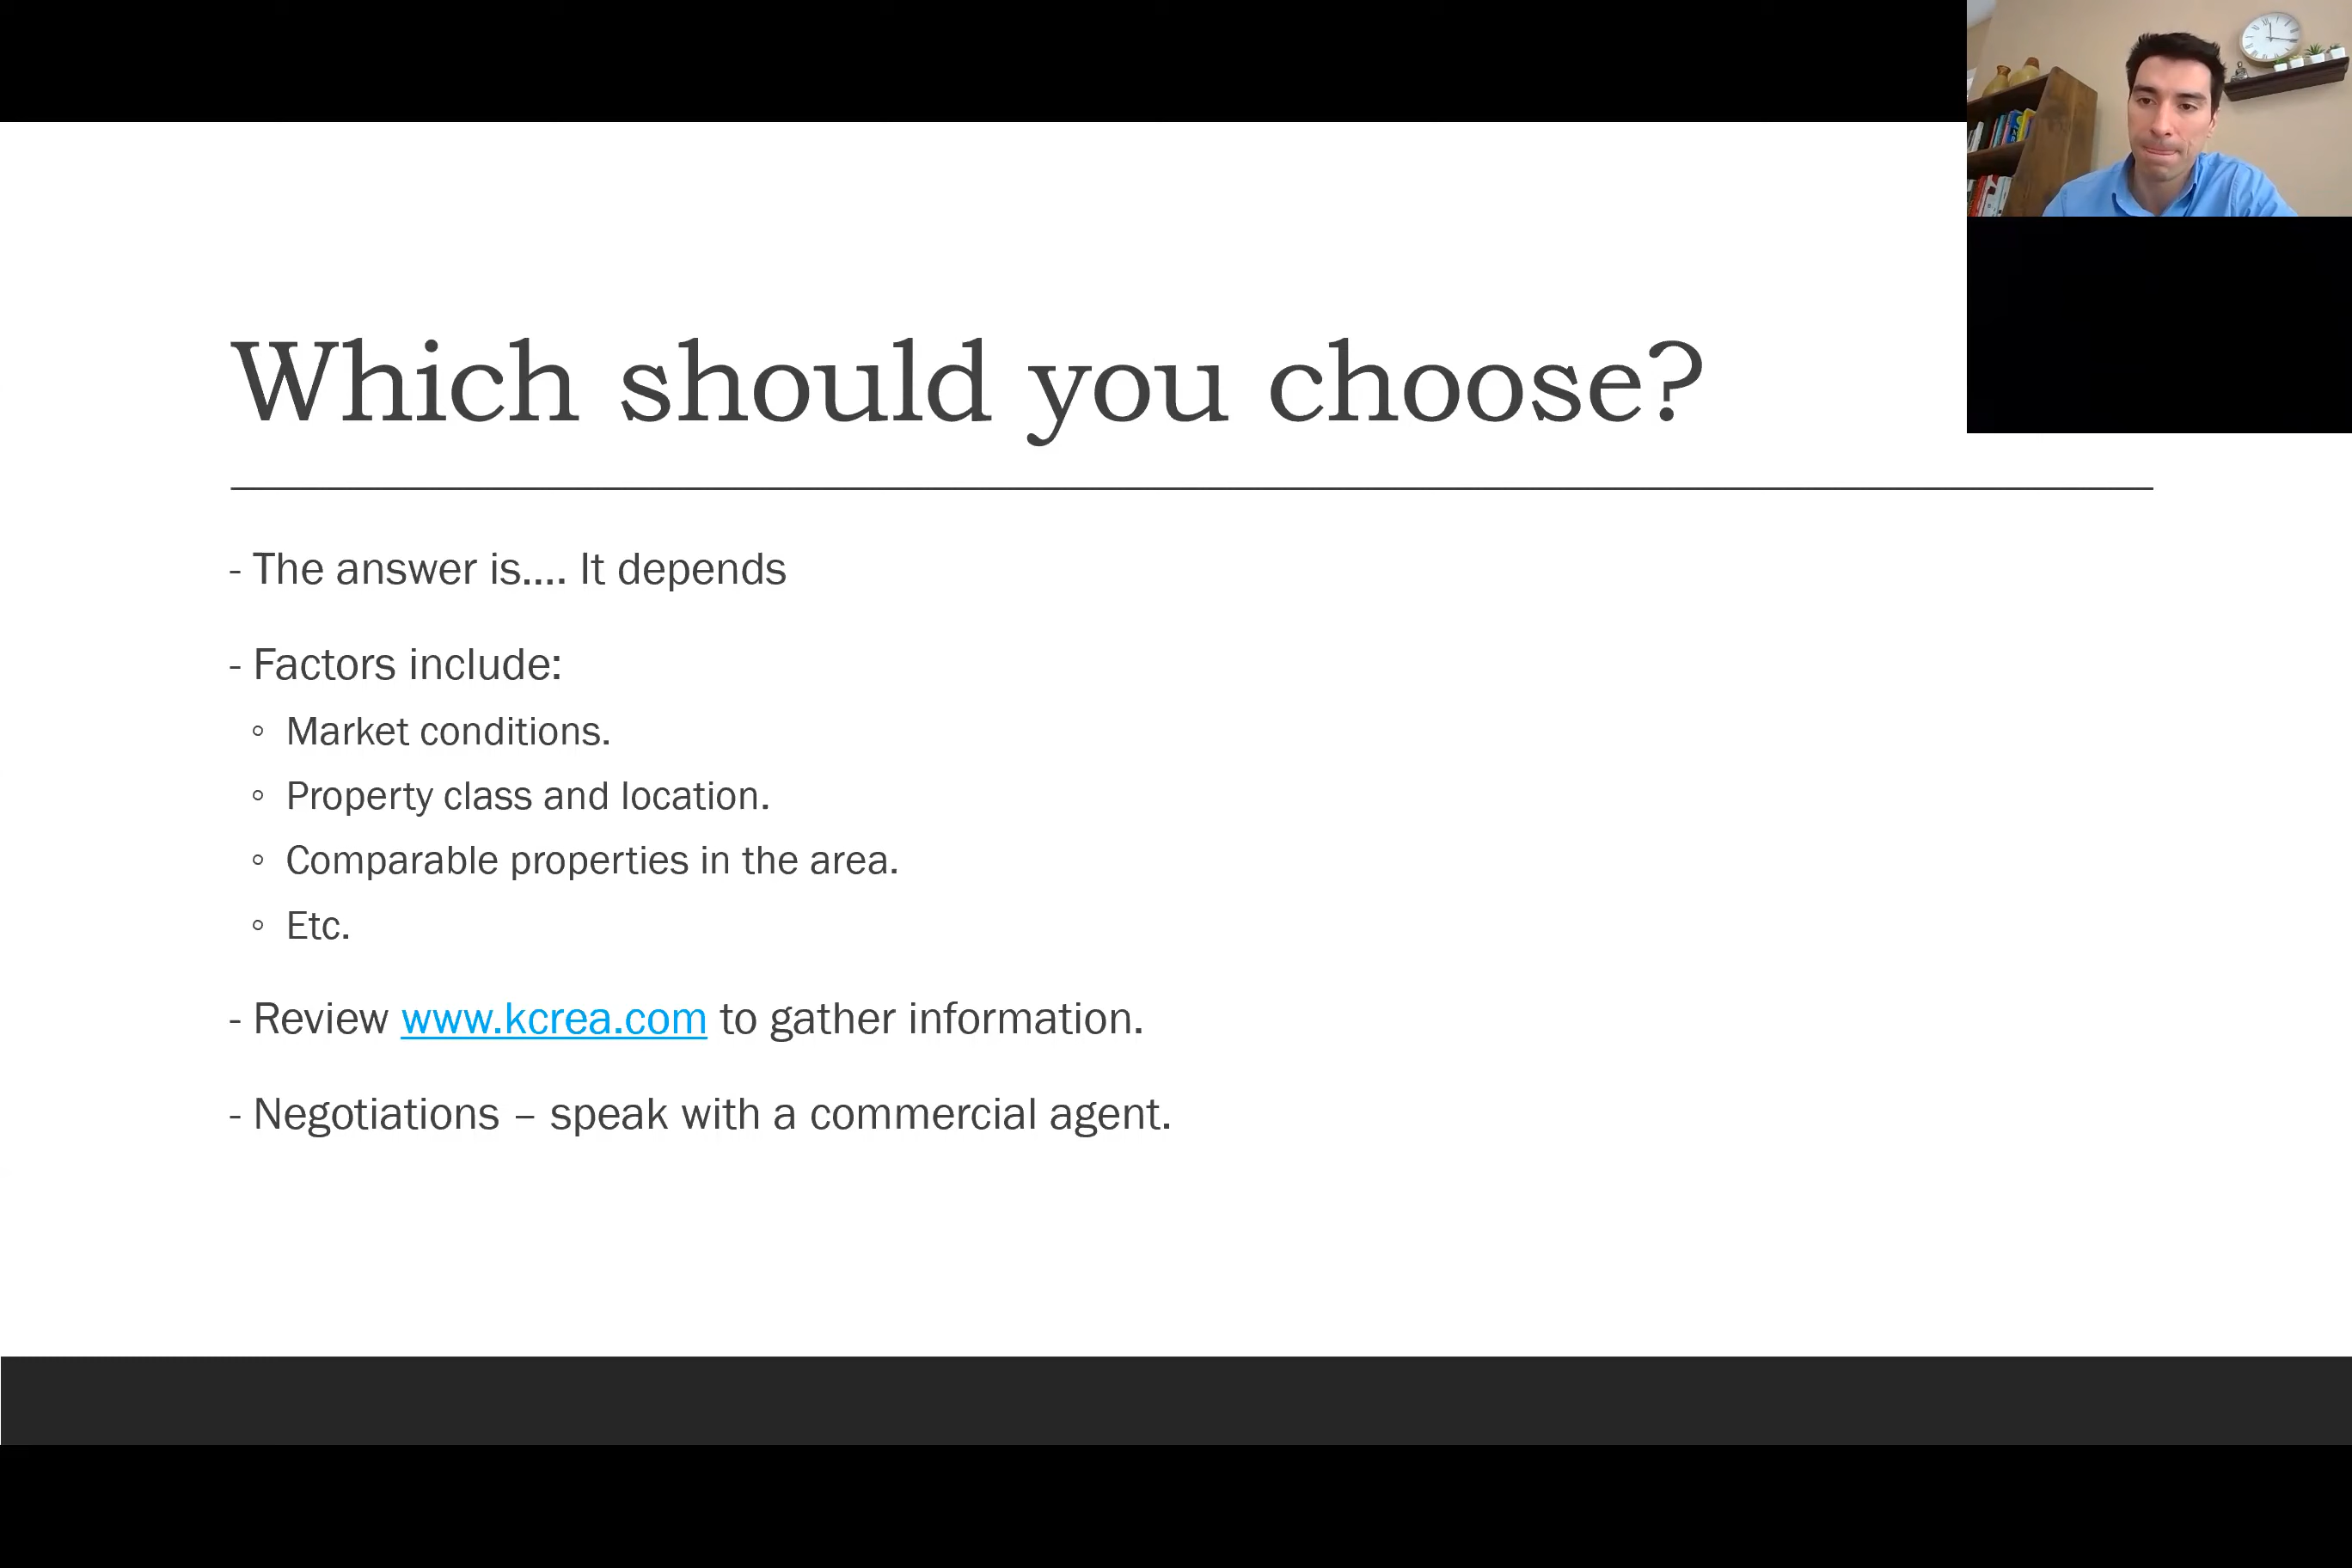 Which should you choose?
- The answer is.... It depends
- Factors include:
◦ Market conditions.
◦ Property class and location.
◦ Comparable properties in the area.
◦ Etc.
- Review www.kcrea.com to gather information.
- Negotiations – speak with a commercial agent.